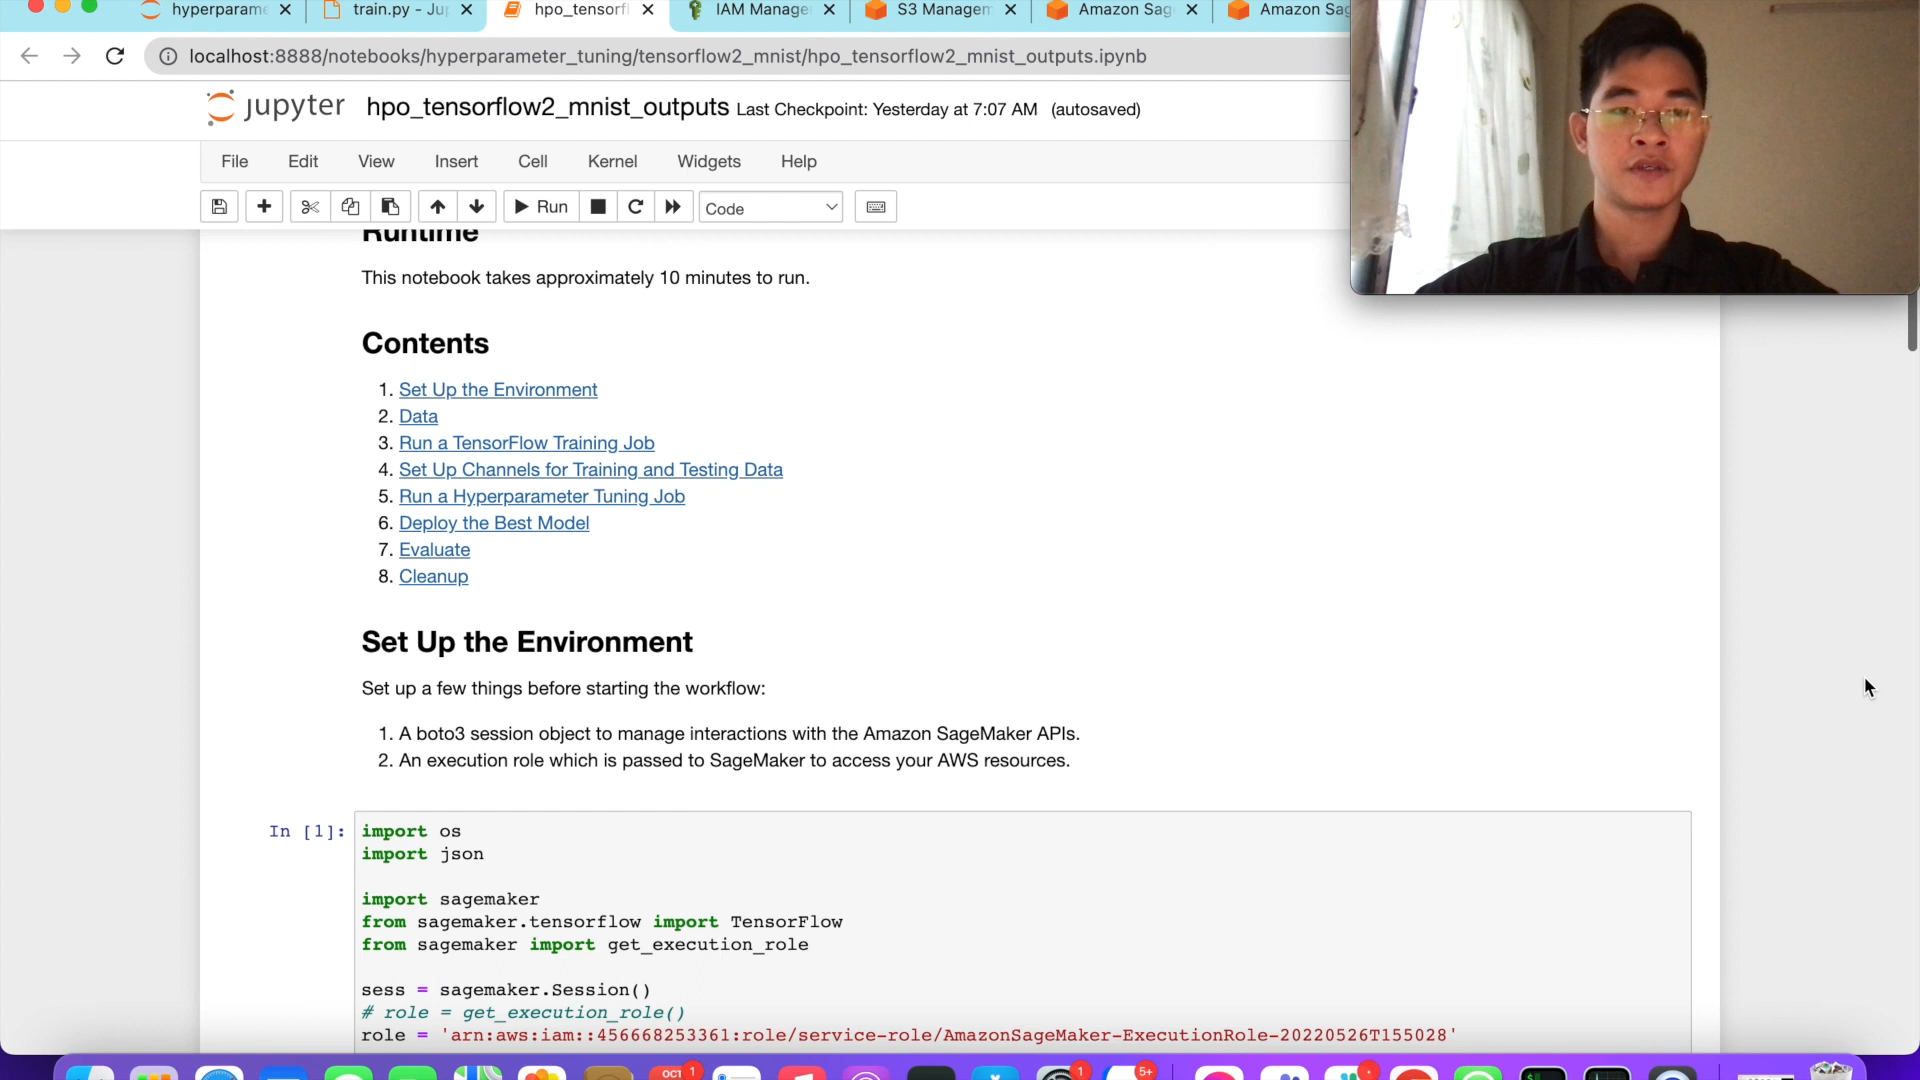 hyperparame
train.py - Jup
hpo_tensorfl
IAM Manage
S3 Managem
Amazon Sag
Amazon Sag
localhost:8888/notebooks/hyperparameter_tuning/tensorflow2_mnist/hpo_tensorflow2_mnist_outputs.ipynb
jupyter hpo_tensorflow2_mnist_outputs Last Checkpoint: Yesterday at 7:07 AM (autosaved)
File Edit View Insert Cell Kernel Widgets Help
Run Code
Runtime
This notebook takes approximately 10 minutes to run.
Contents
1. Set Up the Environment
2. Data
3. Run a TensorFlow Training Job
4. Set Up Channels for Training and Testing Data
5. Run a Hyperparameter Tuning Job
6. Deploy the Best Model
7. Evaluate
8. Cleanup
Set Up the Environment
Set up a few things before starting the workflow:
1. A boto3 session object to manage interactions with the Amazon SageMaker APIs.
2. An execution role which is passed to SageMaker to access your AWS resources.
In [1]: import os
import json
import sagemaker
from sagemaker.tensorflow import TensorFlow
from sagemaker import get_execution_role
sess = sagemaker.Session()
# role = get_execution_role()
role = 'arn:aws:iam::456668253361:role/service-role/AmazonSageMaker-ExecutionRole-20220526T155028'
OCT 1
1
5+